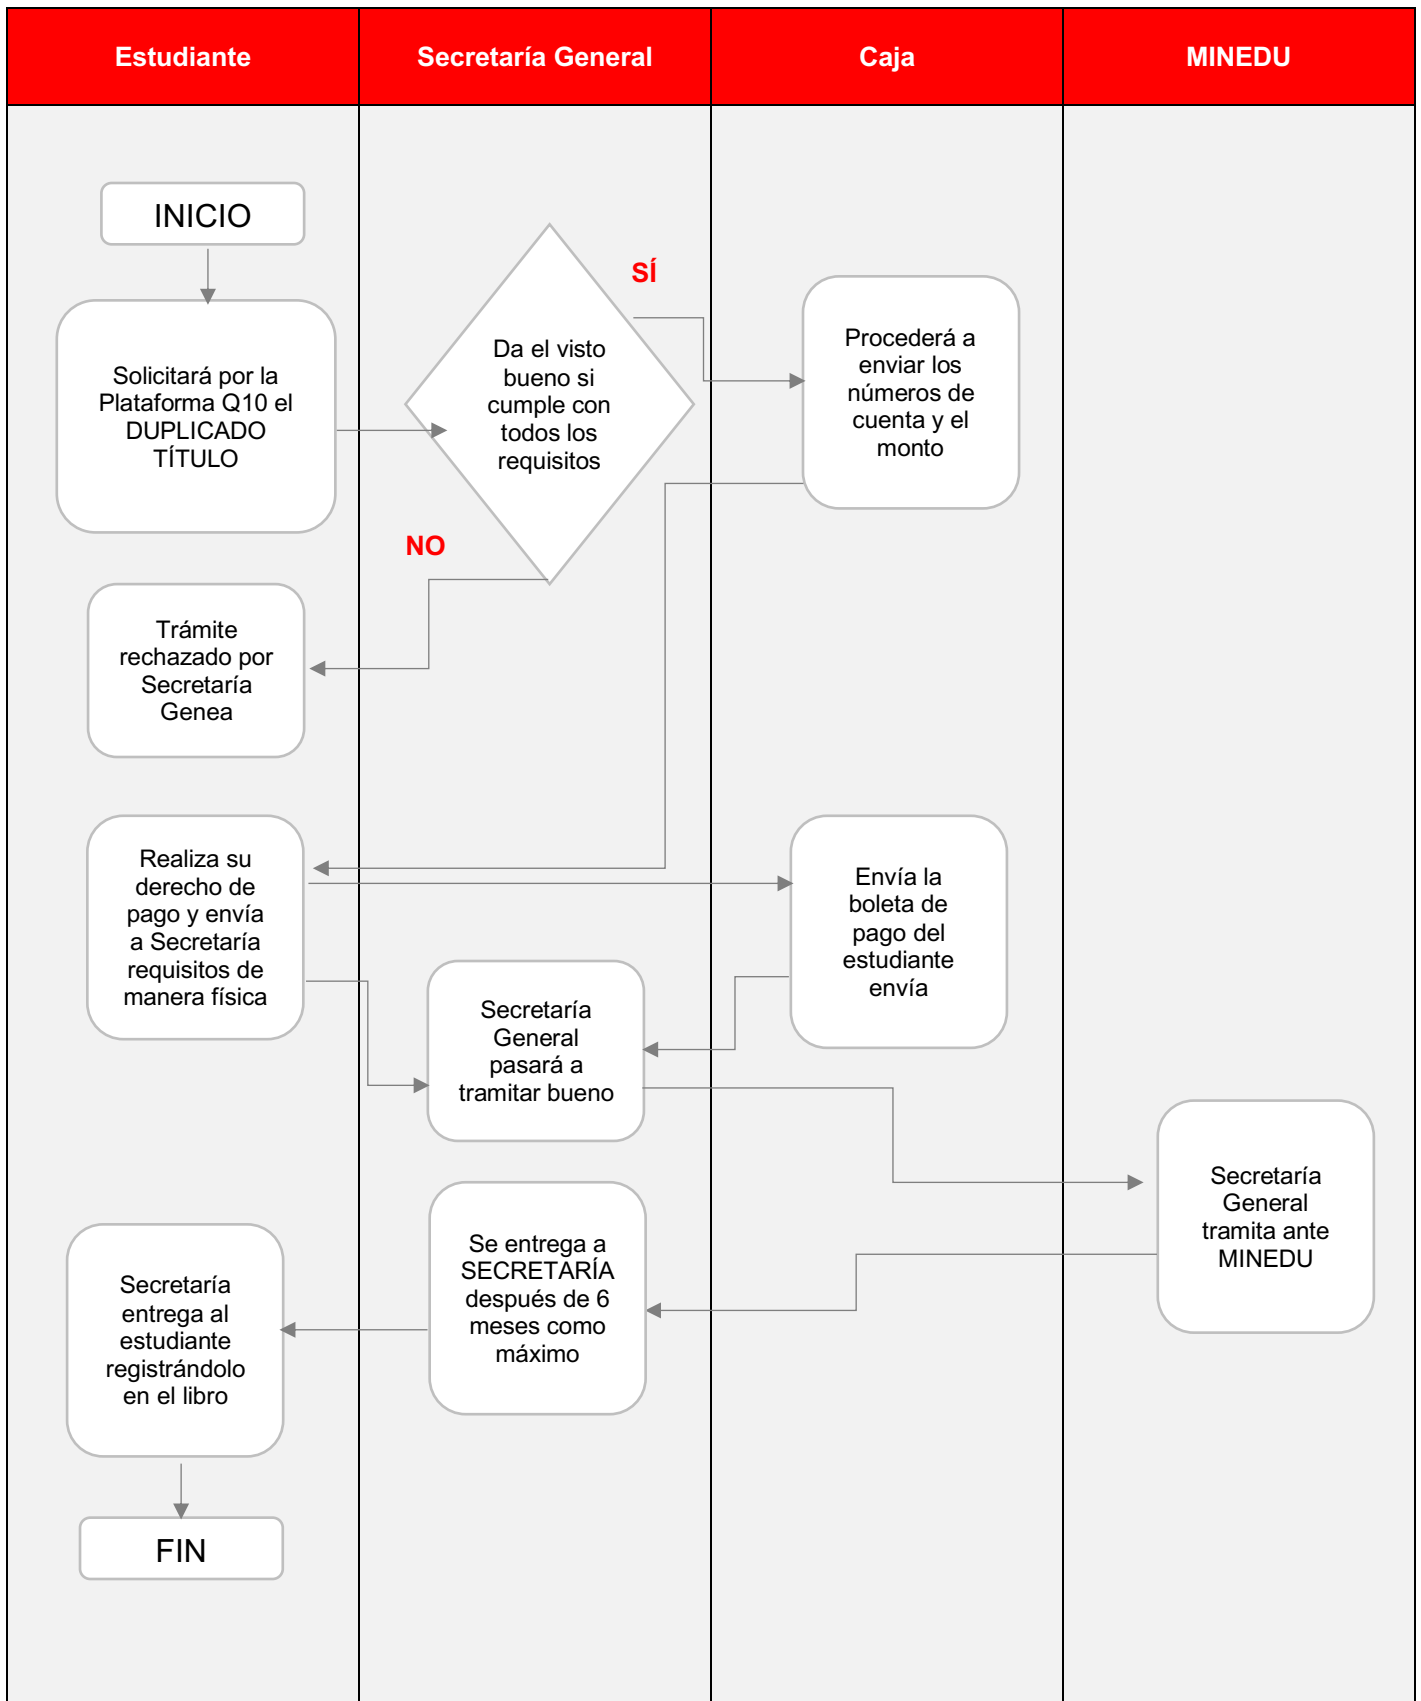 Estudiante
Secretaría General
Caja
MINEDU
INICIO
Solicitará por la
Plataforma Q10 el
DUPLICADO
TÍTULO
Da el visto
bueno si
cumple con
todos los
requisitos
SÍ
NO
Procederá a
enviar los
números de
cuenta y el
monto
Trámite
rechazado por
Secretaría
Genea
Realiza su
derecho de
pago y envía
a Secretaría
requisitos de
manera física
Envía la
boleta de
pago del
estudiante
envía
Secretaría
General
pasará a
tramitar bueno
Secretaría
General
tramita ante
MINEDU
Se entrega a
SECRETARÍA
después de 6
meses como
máximo
Secretaría
entrega al
estudiante
registrándolo
en el libro
FIN